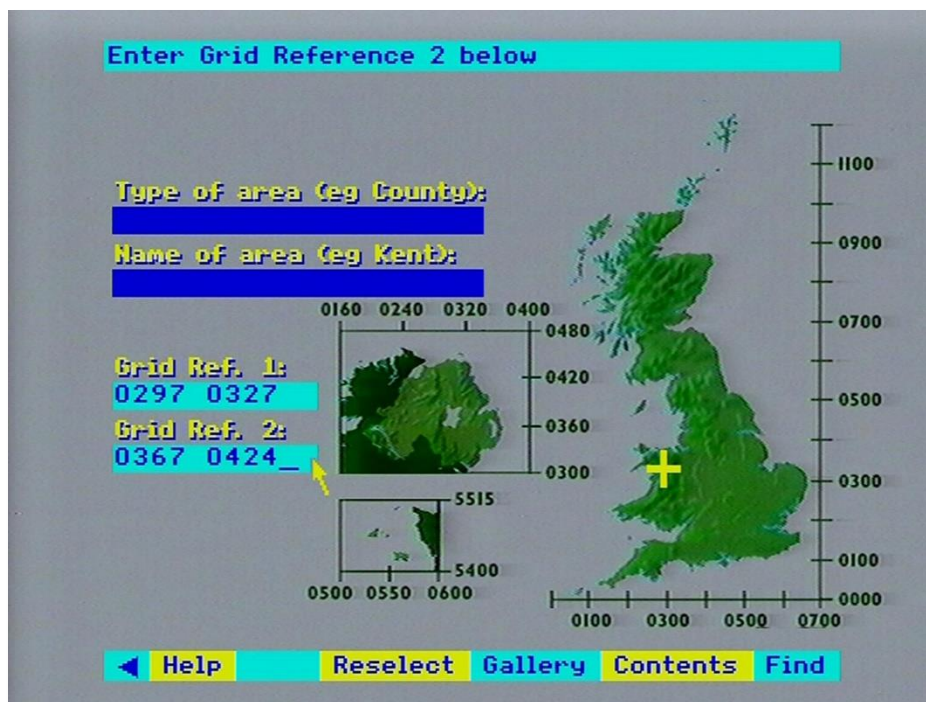 Enter Grid Reference 2 below
Type of area (eg County):
Name of area (eg Kent):
Grid Ref. 1:
0297 0327
Grid Ref. 2:
0367 0424_
0160 0240 0320 0400
0480
0420
0360
0300
5515
5400
0500 0550 0600
1100
0900
0700
0500
0300
0100
0000
0100 0300 0500 0700
Help Reselect Gallery Contents Find